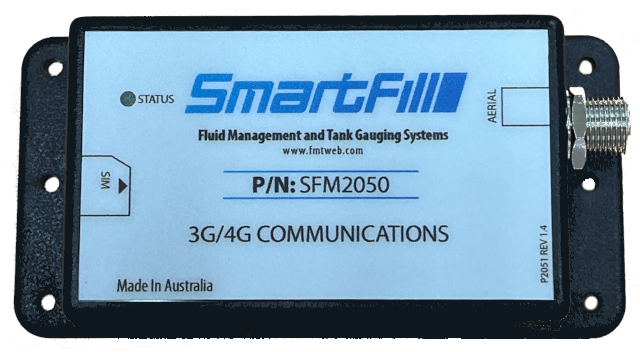 STATUS
SmartFill
AERIAL
Fluid Management and Tank Gauging Systems
www.fmtweb.com
SIM
P/N: SFM2050
3G/4G COMMUNICATIONS
Made In Australia
P2051 REV 1.4